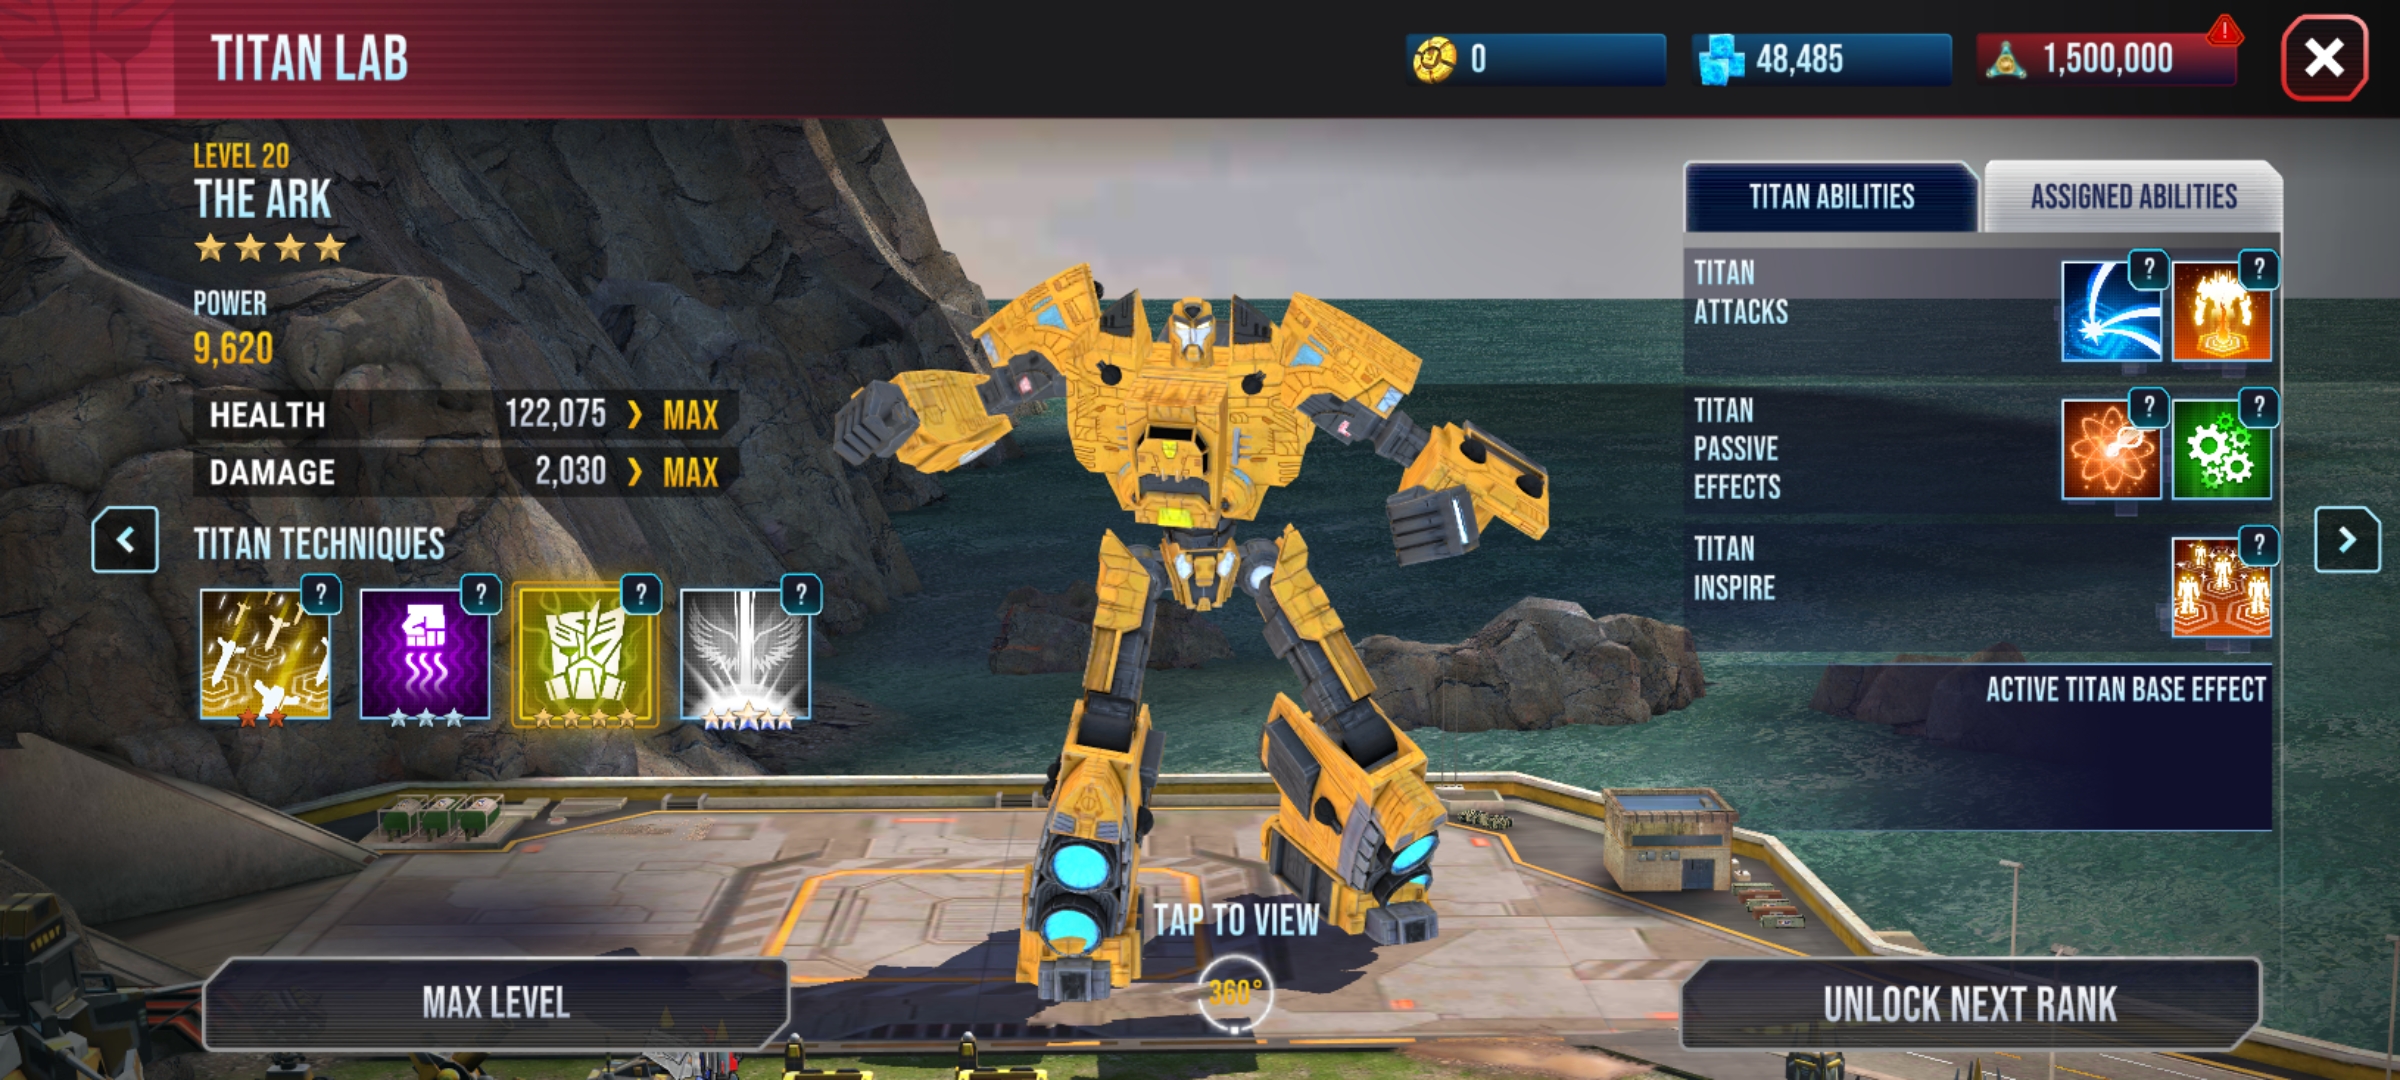 TITAN LAB
0
48,485
1,500,000
LEVEL 20
THE ARK
POWER
9,620
HEALTH 122,075 > MAX
DAMAGE 2,030 > MAX
TITAN TECHNIQUES
? ? ? ?
MAX LEVEL
TAP TO VIEW
360°
TITAN ABILITIES
ASSIGNED ABILITIES
TITAN
ATTACKS
? ?
TITAN
PASSIVE
EFFECTS
? ?
TITAN
INSPIRE
?
ACTIVE TITAN BASE EFFECT
UNLOCK NEXT RANK